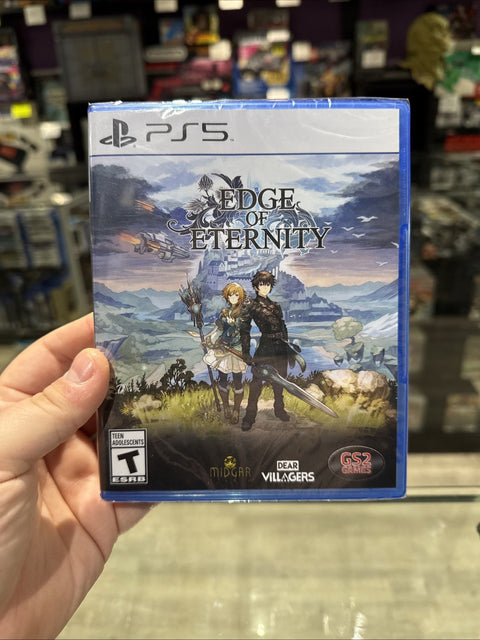 PS5
EDGE
OF
ETERNITY
TEEN
ADOLESCENTS
T
ESRB
MIDGAR
DEAR
VILLAGERS
GS2
GAMES